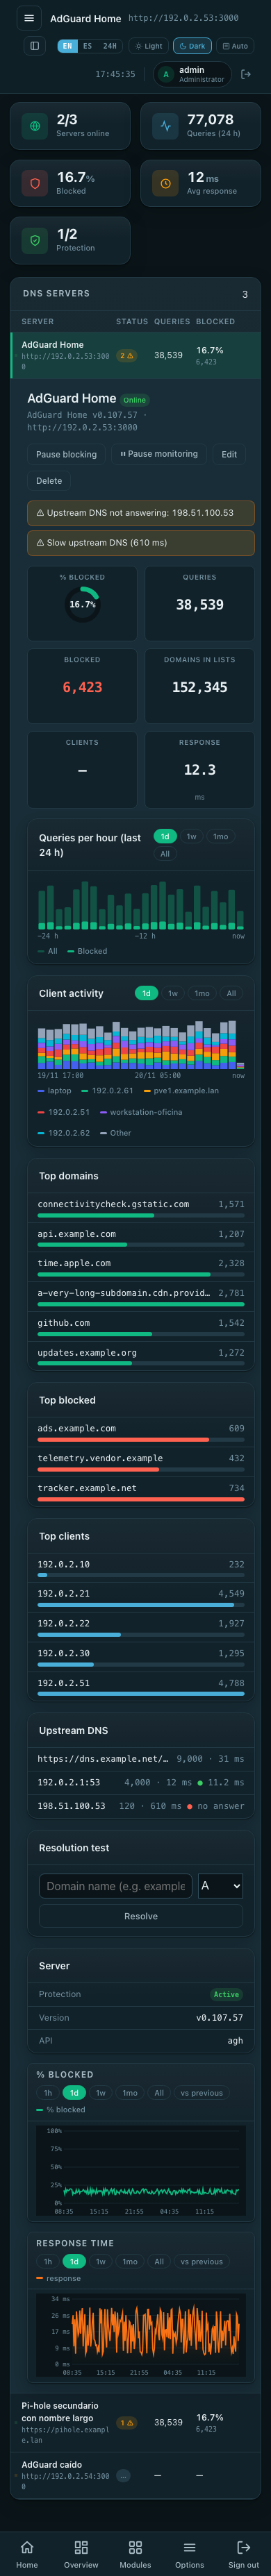 AdGuard Home http://192.0.2.53:3000
EN ES 24H Light Dark Auto
17:45:35 A admin
Administrator
2/3
Servers online
77,078
Queries (24 h)
16.7%
Blocked
12 ms
Avg response
1/2
Protection
DNS SERVERS 3
SERVER STATUS QUERIES BLOCKED
AdGuard Home
http://192.0.2.53:300
0
2 ⚠ 38,539 16.7%
6,423
AdGuard Home Online
AdGuard Home v0.107.57 ·
http://192.0.2.53:3000
Pause blocking Pause monitoring Edit
Delete
⚠ Upstream DNS not answering: 198.51.100.53
⚠ Slow upstream DNS (610 ms)
% BLOCKED
16.7%
QUERIES
38,539
BLOCKED
6,423
DOMAINS IN LISTS
152,345
CLIENTS
—
RESPONSE
12.3
ms
Queries per hour (last
24 h)
1d 1w 1mo
All
−24 h −12 h now
All Blocked
Client activity 1d 1w 1mo All
19/11 17:00 20/11 05:00 now
laptop 192.0.2.61 pve1.example.lan
192.0.2.51 workstation-oficina
192.0.2.62 Other
Top domains
connectivitycheck.gstatic.com 1,571
api.example.com 1,207
time.apple.com 2,328
a-very-long-subdomain.cdn.provid… 2,781
github.com 1,542
updates.example.org 1,272
Top blocked
ads.example.com 609
telemetry.vendor.example 432
tracker.example.net 734
Top clients
192.0.2.10 232
192.0.2.21 4,549
192.0.2.22 1,927
192.0.2.30 1,295
192.0.2.51 4,788
Upstream DNS
https://dns.example.net/… 9,000 · 31 ms
192.0.2.1:53 4,000 · 12 ms ● 11.2 ms
198.51.100.53 120 · 610 ms ● no answer
Resolution test
Domain name (e.g. example A
Resolve
Server
Protection Active
Version v0.107.57
API agh
% BLOCKED
1h 1d 1w 1mo All vs previous
% blocked
100%
75%
50%
25%
0%
08:35 15:15 21:55 04:35 11:15
RESPONSE TIME
1h 1d 1w 1mo All vs previous
response
34 ms
26 ms
17 ms
9 ms
0 ms
08:35 15:15 21:55 04:35 11:15
Pi-hole secundario
con nombre largo
https://pihole.exampl
e.lan
1 ⚠ 38,539 16.7%
6,423
AdGuard caído
http://192.0.2.54:300
0
… — —
Home Overview Modules Options Sign out